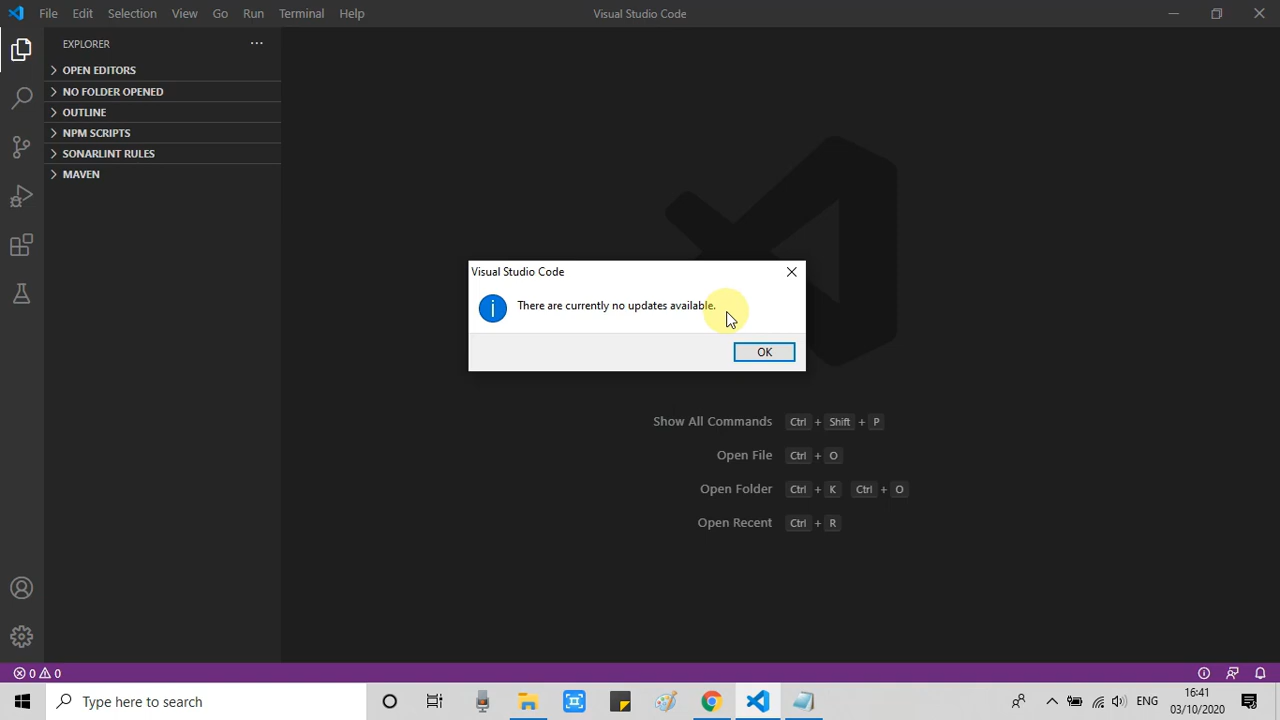 File Edit Selection View Go Run Terminal Help
Visual Studio Code
EXPLORER
OPEN EDITORS
NO FOLDER OPENED
OUTLINE
NPM SCRIPTS
SONARLINT RULES
MAVEN
Visual Studio Code
There are currently no updates available.
OK
Show All Commands Ctrl + Shift + P
Open File Ctrl + O
Open Folder Ctrl + K Ctrl + O
Open Recent Ctrl + R
0 0
Type here to search
ENG
16:41
03/10/2020